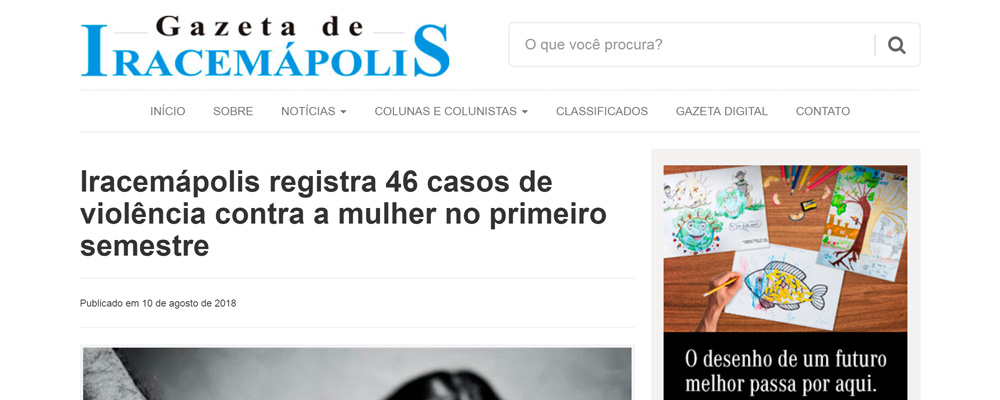 Gazeta de
IRACEMÁPOLIS
O que você procura?
INÍCIO SOBRE NOTÍCIAS COLUNAS E COLUNISTAS CLASSIFICADOS GAZETA DIGITAL CONTATO
Iracemápolis registra 46 casos de
violência contra a mulher no primeiro
semestre
Publicado em 10 de agosto de 2018
O desenho de um futuro
melhor passa por aqui.